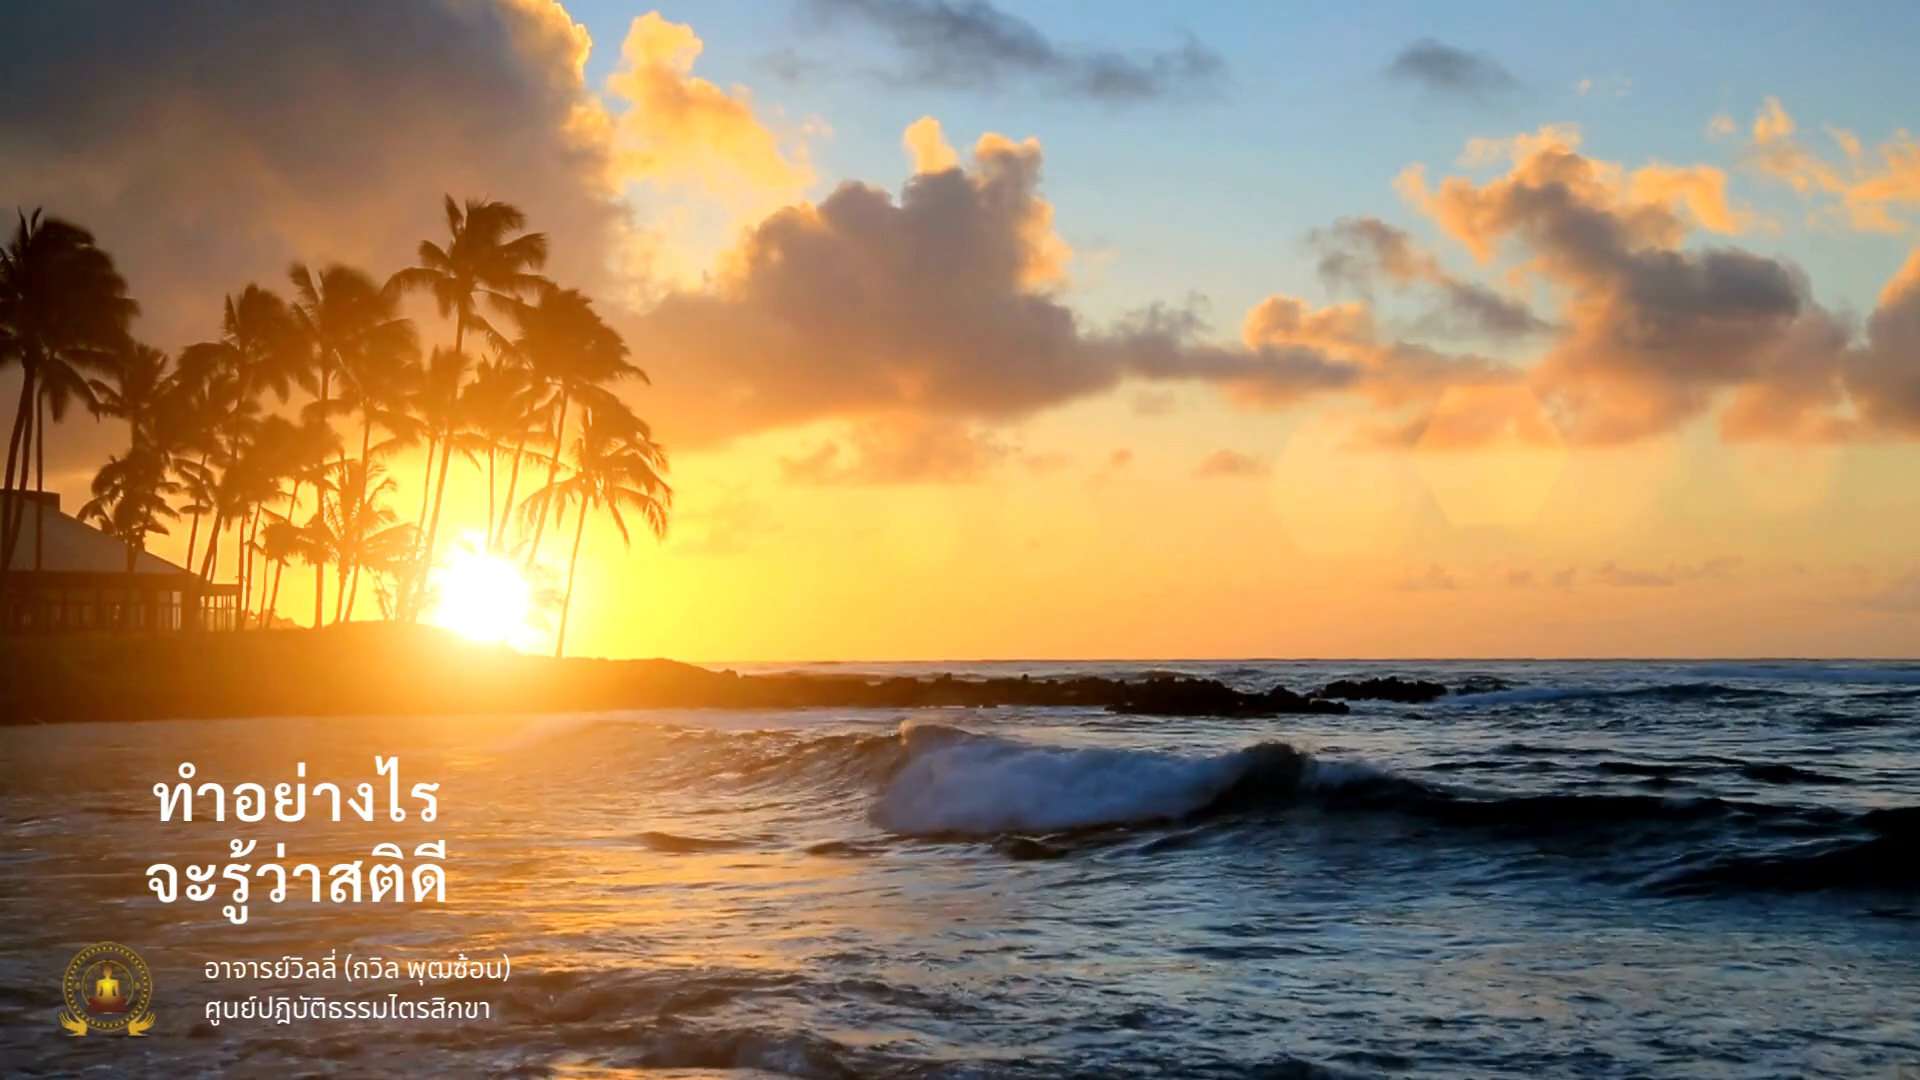 ทำอย่างไร
จะรู้ว่าสติดี
อาจารย์วิลลี่ (ถวิล พุฒซ้อน)
ศูนย์ปฎิบัติธรรมไตรสิกขา